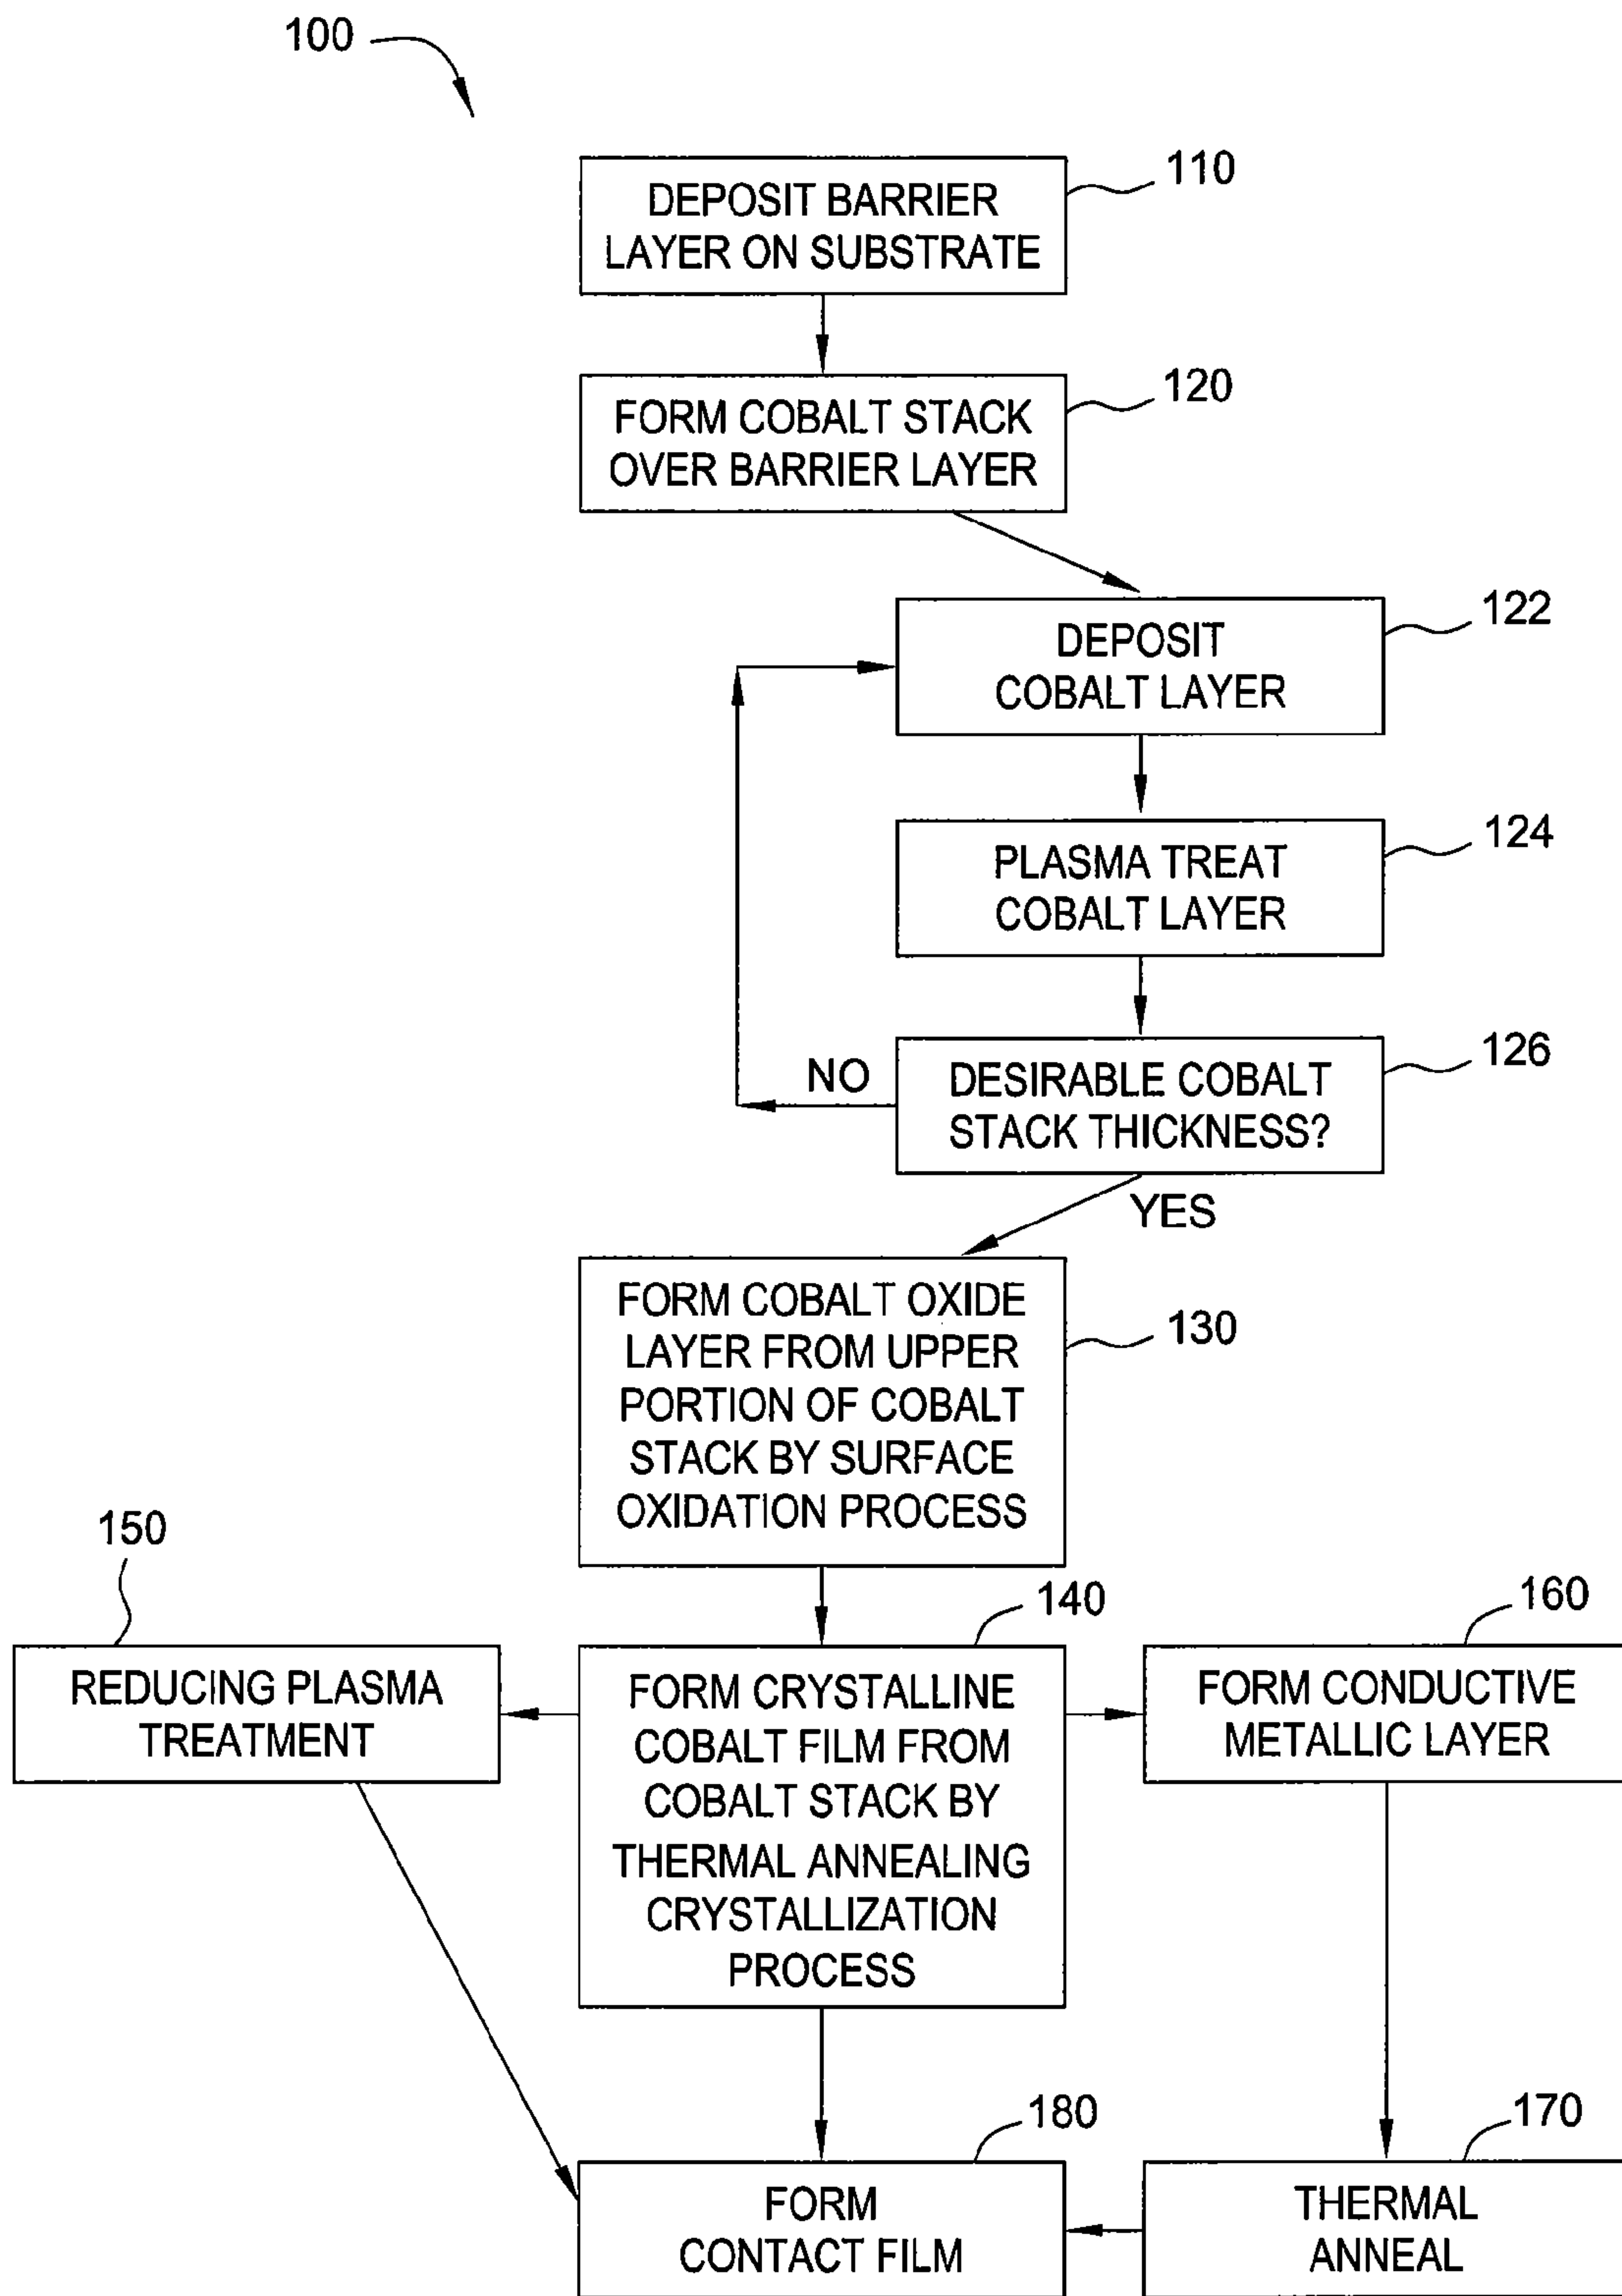 100
110
DEPOSIT BARRIER
LAYER ON SUBSTRATE
120
FORM COBALT STACK
OVER BARRIER LAYER
122
DEPOSIT
COBALT LAYER
124
PLASMA TREAT
COBALT LAYER
126
DESIRABLE COBALT
STACK THICKNESS?
NO
YES
130
FORM COBALT OXIDE
LAYER FROM UPPER
PORTION OF COBALT
STACK BY SURFACE
OXIDATION PROCESS
150
REDUCING PLASMA
TREATMENT
140
FORM CRYSTALLINE
COBALT FILM FROM
COBALT STACK BY
THERMAL ANNEALING
CRYSTALLIZATION
PROCESS
160
FORM CONDUCTIVE
METALLIC LAYER
180
FORM
CONTACT FILM
170
THERMAL
ANNEAL